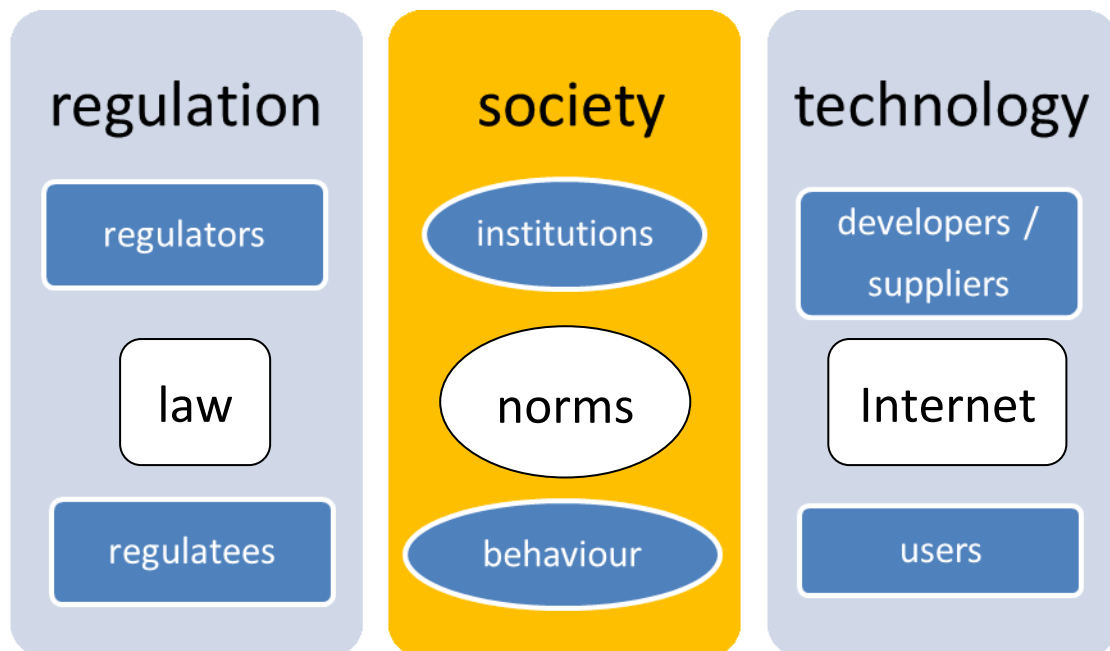 regulation
regulators
law
regulatees
society
institutions
norms
behaviour
technology
developers /
suppliers
Internet
users